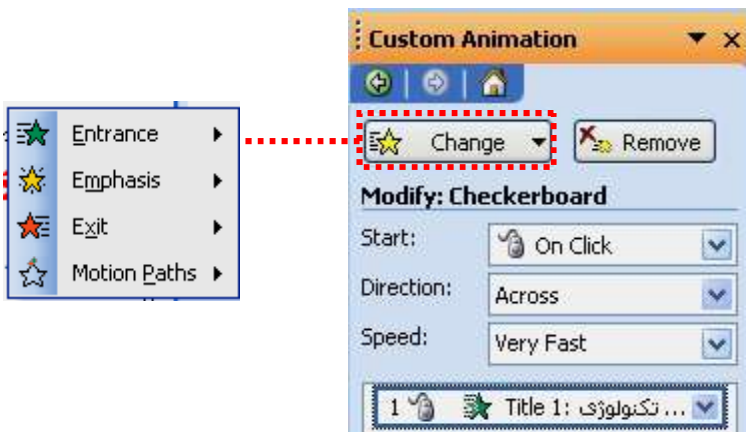 Custom Animation
Change
Remove
Entrance
Emphasis
Exit
Motion Paths
Modify: Checkerboard
Start:
On Click
Direction:
Across
Speed:
Very Fast
1 Title 1: تکنولوژی ...